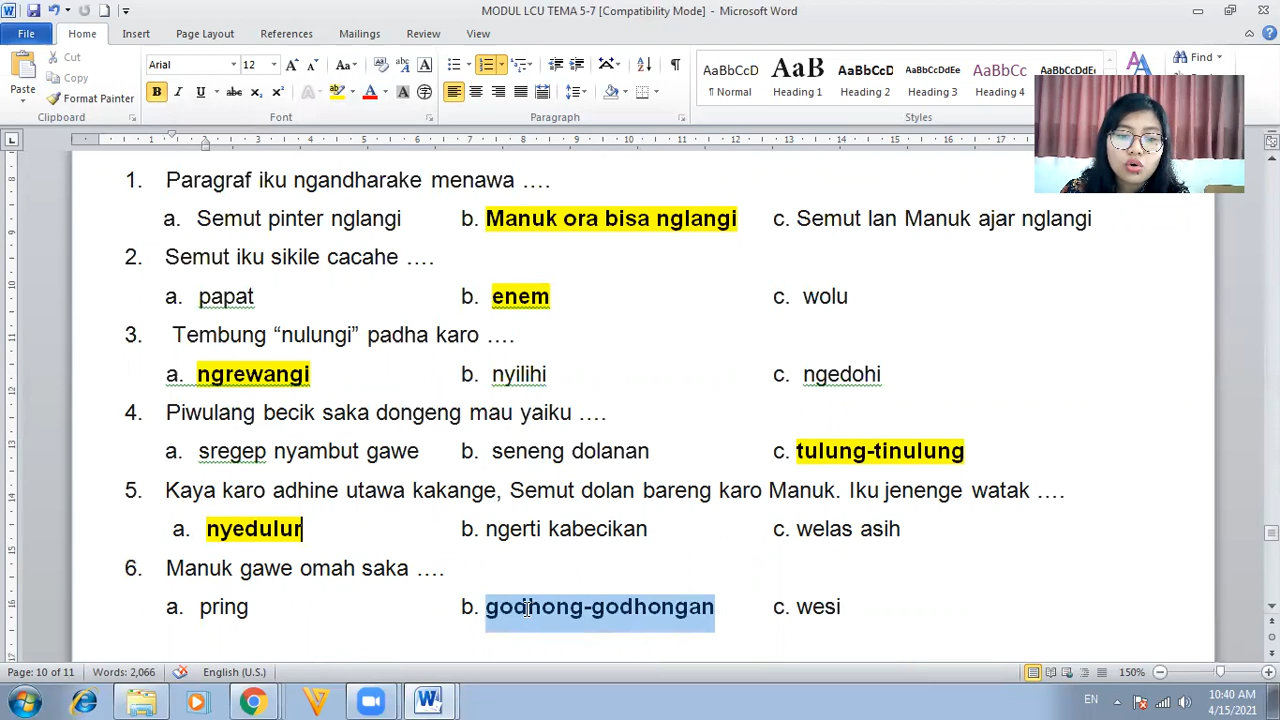 MODUL LCU TEMA 5-7 [Compatibility Mode] - Microsoft Word
File Home Insert Page Layout References Mailings Review View
Cut
Copy
Format Painter
Paste
Clipboard
Arial 12
Font
Paragraph
AaBbCcD AaB AaBbCcD AaBbCcDdEe AaBbCc AaBbCcDdE
¶ Normal Heading 1 Heading 2 Heading 3 Heading 4
Styles
Find
1. Paragraf iku ngandharake menawa ….
a. Semut pinter nglangi b. Manuk ora bisa nglangi c. Semut lan Manuk ajar nglangi
2. Semut iku sikile cacahe ….
a. papat b. enem c. wolu
3. Tembung “nulungi” padha karo ….
a. ngrewangi b. nyilihi c. ngedohi
4. Piwulang becik saka dongeng mau yaiku ….
a. sregep nyambut gawe b. seneng dolanan c. tulung-tinulung
5. Kaya karo adhine utawa kakange, Semut dolan bareng karo Manuk. Iku jenenge watak ….
a. nyedulur b. ngerti kabecikan c. welas asih
6. Manuk gawe omah saka ….
a. pring b. godhong-godhongan c. wesi
Page: 10 of 11 Words: 2,066 English (U.S.) 150%
EN 10:40 AM
4/15/2021